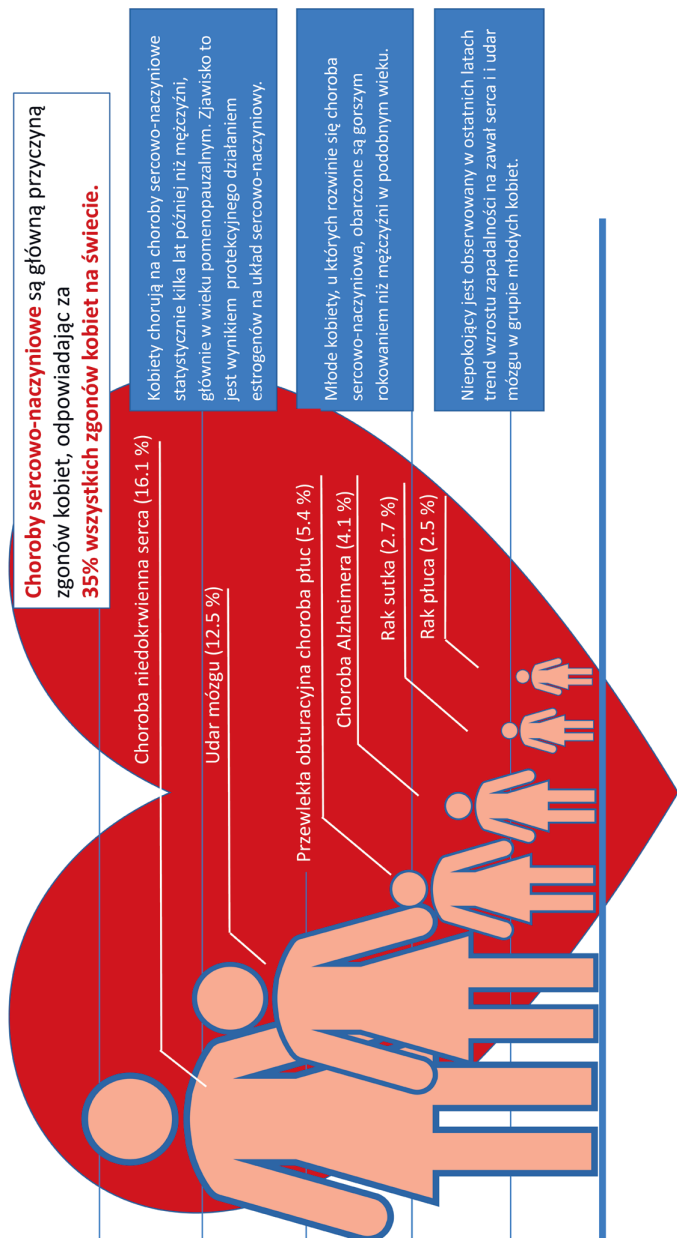 Choroby sercowo-naczyniowe są główną przyczyną
zgonów kobiet, odpowiadając za
35% wszystkich zgonów kobiet na świecie.
Choroba niedokrwienna serca (16.1 %)
Udar mózgu (12.5 %)
Przewlekła obturacyjna choroba płuc (5.4 %)
Choroba Alzheimera (4.1 %)
Rak sutka (2.7 %)
Rak płuca (2.5 %)
Kobiety chorują na choroby sercowo-naczyniowe
statystycznie kilka lat później niż mężczyźni,
głównie w wieku pomenopauzalnym. Zjawisko to
jest wynikiem protekcyjnego działaniem
estrogenów na układ sercowo-naczyniowy.
Młode kobiety, u których rozwinie się choroba
sercowo-naczyniowa, obarczone są gorszym
rokowaniem niż mężczyźni w podobnym wieku.
Niepokojący jest obserwowany w ostatnich latach
trend wzrostu zapadalności na zawał serca i i udar
mózgu w grupie młodych kobiet.